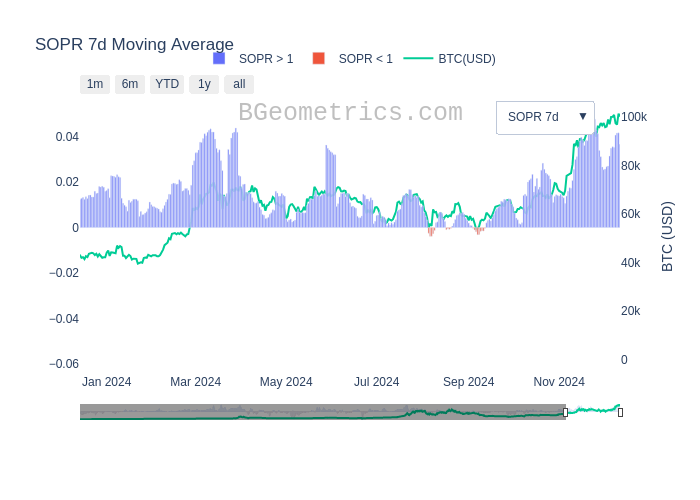 SOPR 7d Moving Average
SOPR > 1
SOPR < 1
BTC(USD)
1m
6m
YTD
1y
all
BGeometrics.com
SOPR 7d ▼
0.04
0.02
0
−0.02
−0.04
−0.06
100k
80k
60k
40k
20k
0
BTC (USD)
Jan 2024
Mar 2024
May 2024
Jul 2024
Sep 2024
Nov 2024